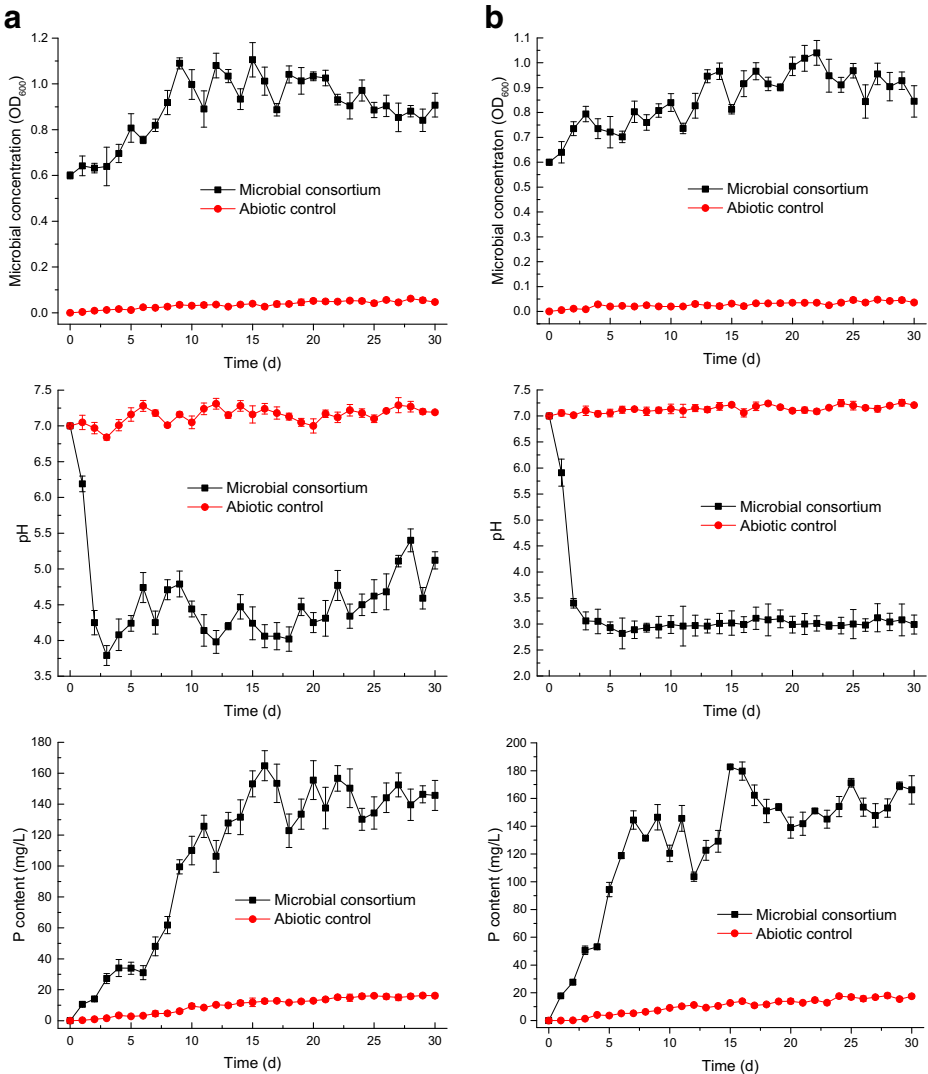 a
b
1.2
1.0
0.8
0.6
0.4
0.2
0.0
Microbial concentration (OD600)
Microbial consortium
Abiotic control
0 5 10 15 20 25 30
Time (d)
1.1
1.0
0.9
0.8
0.7
0.6
0.5
0.4
0.3
0.2
0.1
0.0
Microbial concentraton (OD600)
Microbial consortium
Abiotic control
0 5 10 15 20 25 30
Time (d)
7.5
7.0
6.5
6.0
5.5
5.0
4.5
4.0
3.5
pH
Microbial consortium
Abiotic control
0 5 10 15 20 25 30
Time (d)
7.5
7.0
6.5
6.0
5.5
5.0
4.5
4.0
3.5
3.0
2.5
2.0
pH
Microbial consortium
Abiotic control
0 5 10 15 20 25 30
Time (d)
180
160
140
120
100
80
60
40
20
0
P content (mg/L)
Microbial consortium
Abiotic control
0 5 10 15 20 25 30
Time (d)
200
180
160
140
120
100
80
60
40
20
0
P content (mg/L)
Microbial consortium
Abiotic control
0 5 10 15 20 25 30
Time (d)